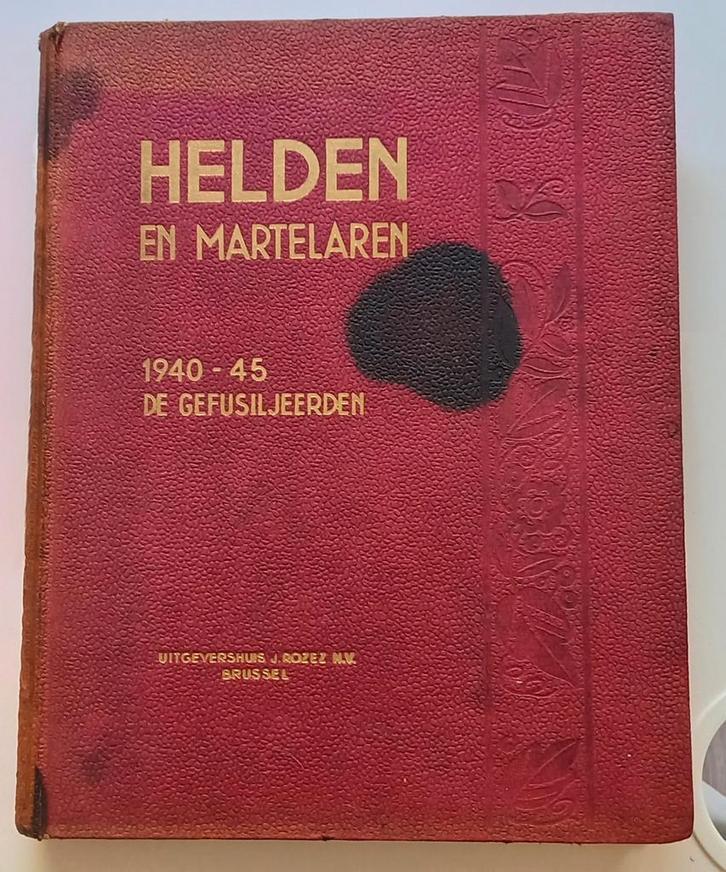 HELDEN
EN MARTELAREN
1940 - 45
DE GEFUSILJEERDEN
UITGEVERSHUIS J. ROZEZ N.V.
BRUSSEL